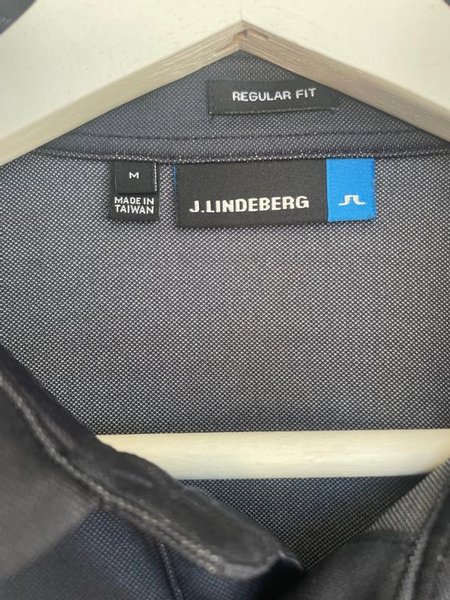 REGULAR FIT
M
MADE IN
TAIWAN
J.LINDEBERG